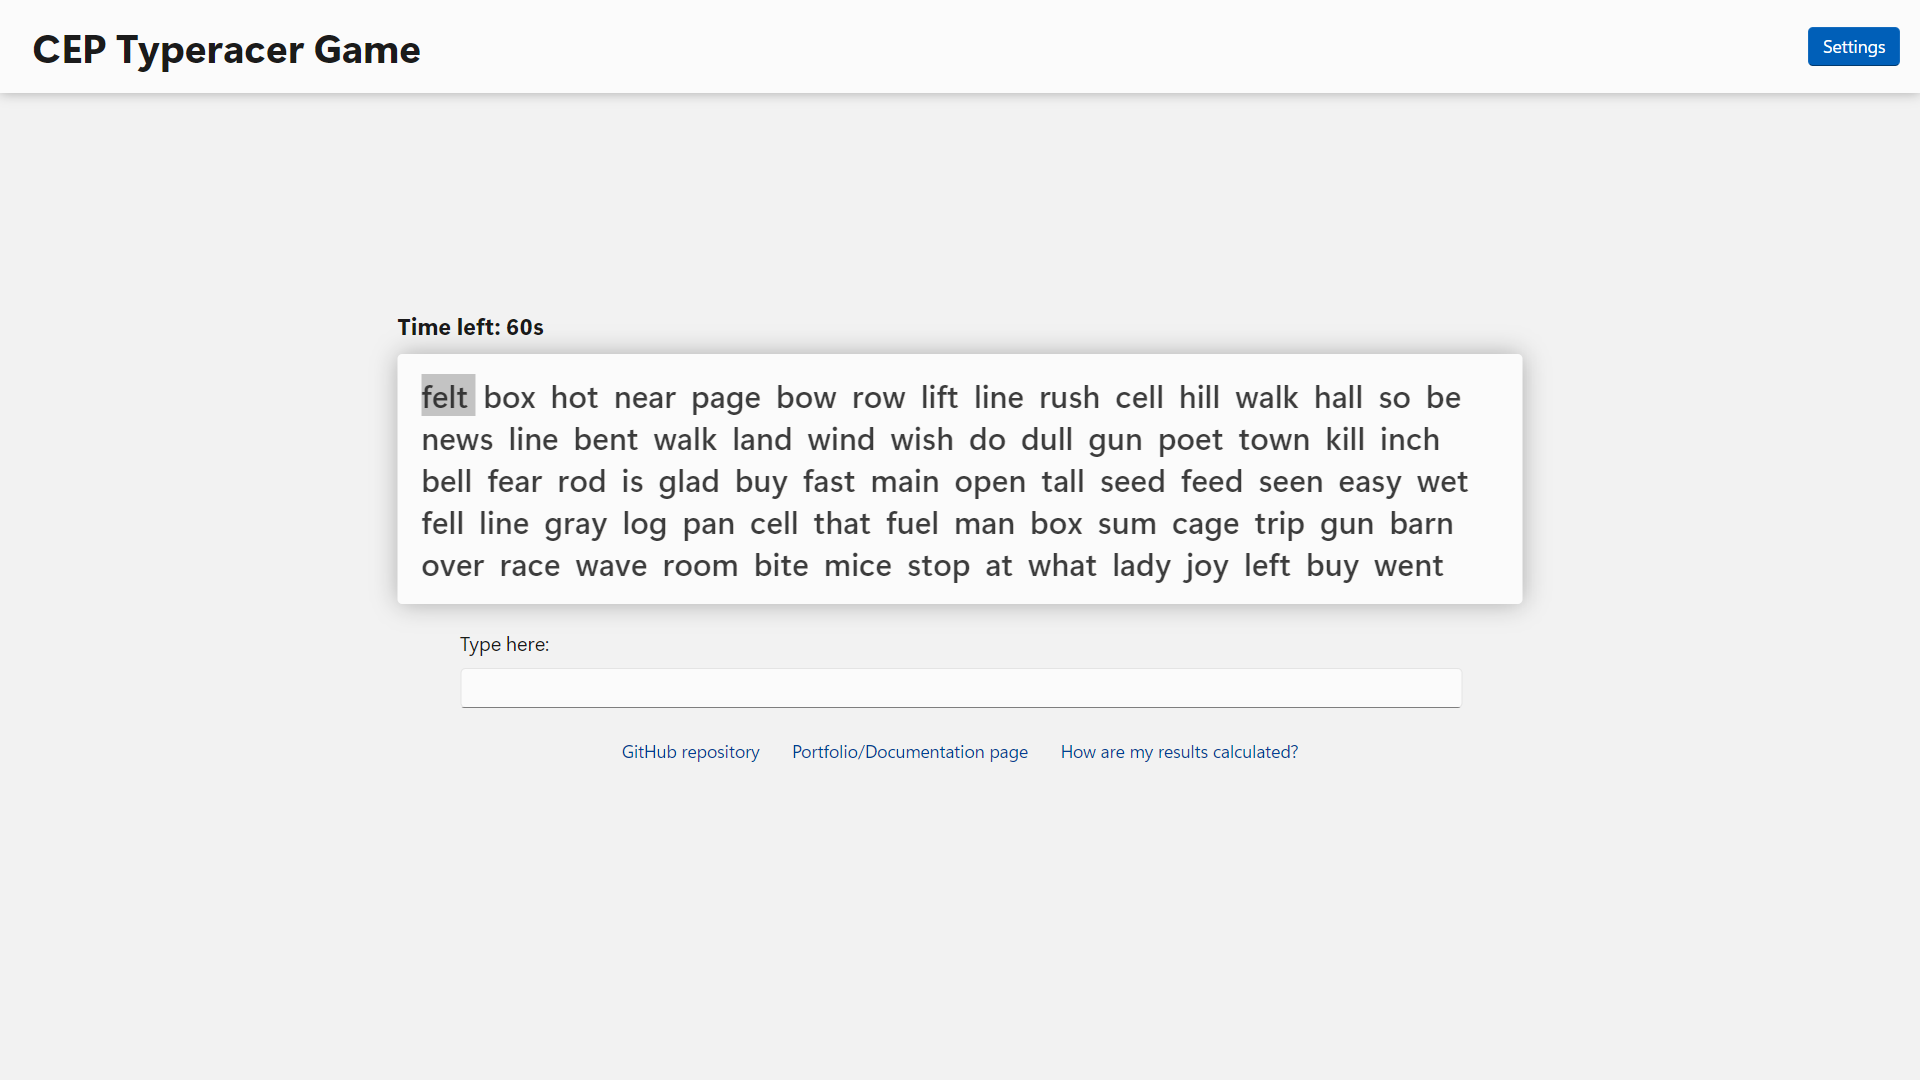 CEP Typeracer Game
Settings
Time left: 60s
felt box hot near page bow row lift line rush cell hill walk hall so be
news line bent walk land wind wish do dull gun poet town kill inch
bell fear rod is glad buy fast main open tall seed feed seen easy wet
fell line gray log pan cell that fuel man box sum cage trip gun barn
over race wave room bite mice stop at what lady joy left buy went
Type here:
GitHub repository Portfolio/Documentation page How are my results calculated?